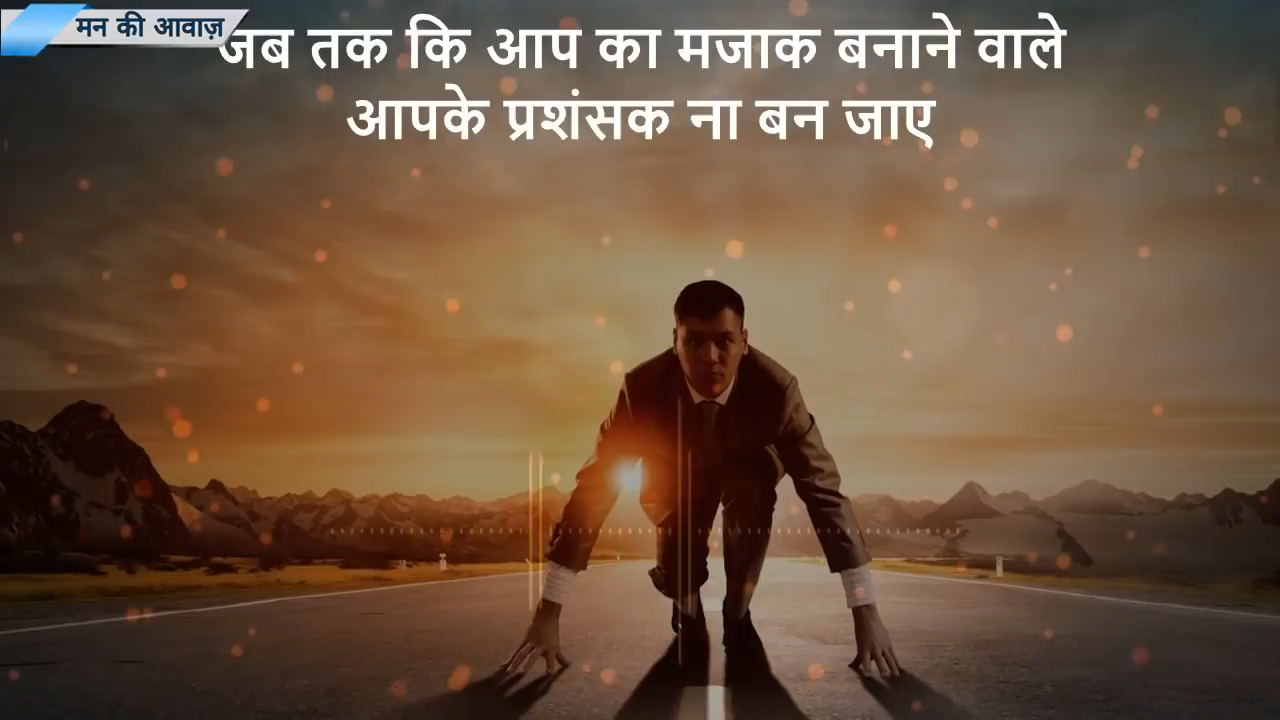 मन की आवाज़
जब तक कि आप का मजाक बनाने वाले
आपके प्रशंसक ना बन जाए